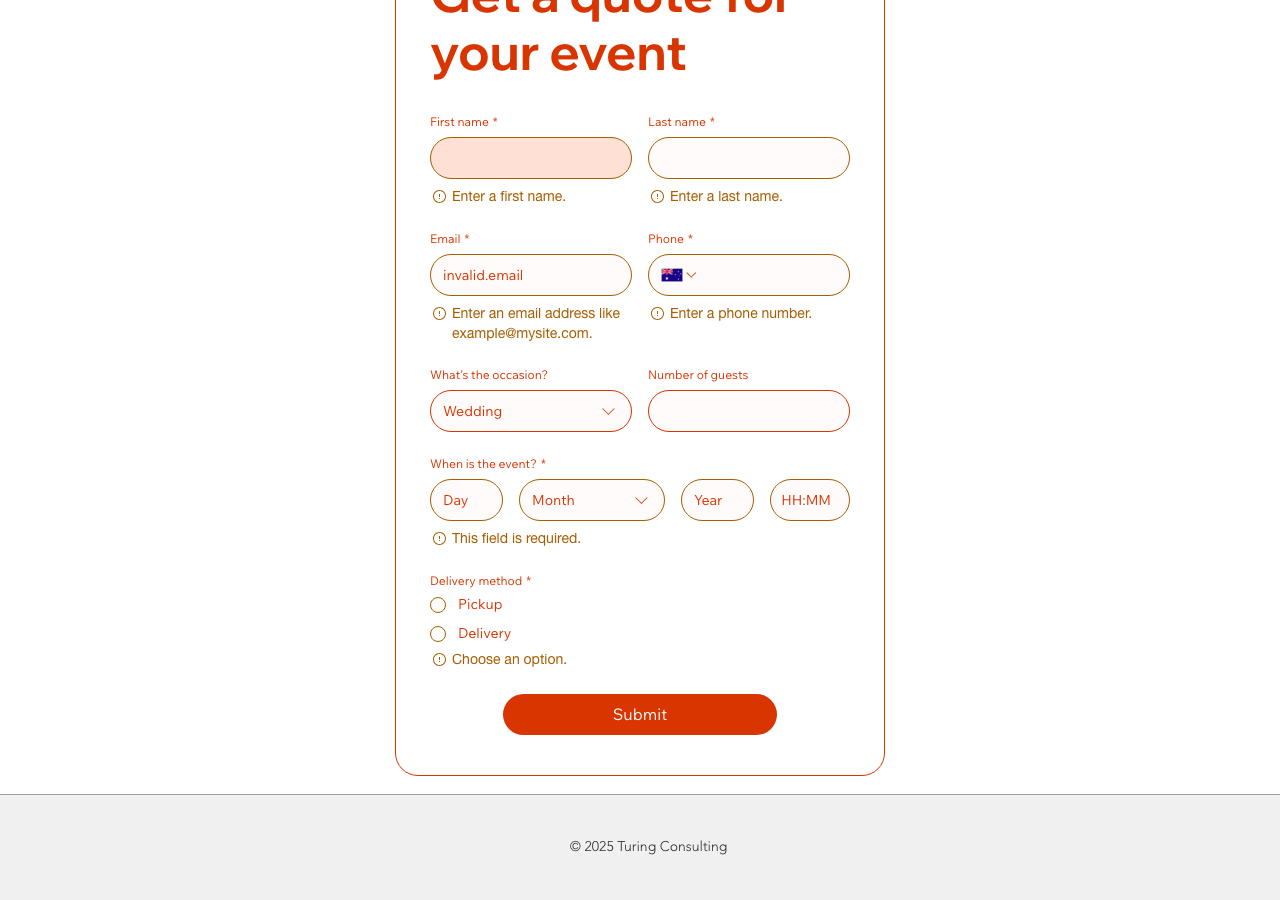 Get a quote for
your event
First name *
Last name *
Enter a first name.
Enter a last name.
Email *
Phone *
invalid.email
Enter an email address like
example@mysite.com.
Enter a phone number.
What's the occasion?
Number of guests
Wedding
When is the event? *
Day
Month
Year
HH:MM
This field is required.
Delivery method *
Pickup
Delivery
Choose an option.
Submit
© 2025 Turing Consulting